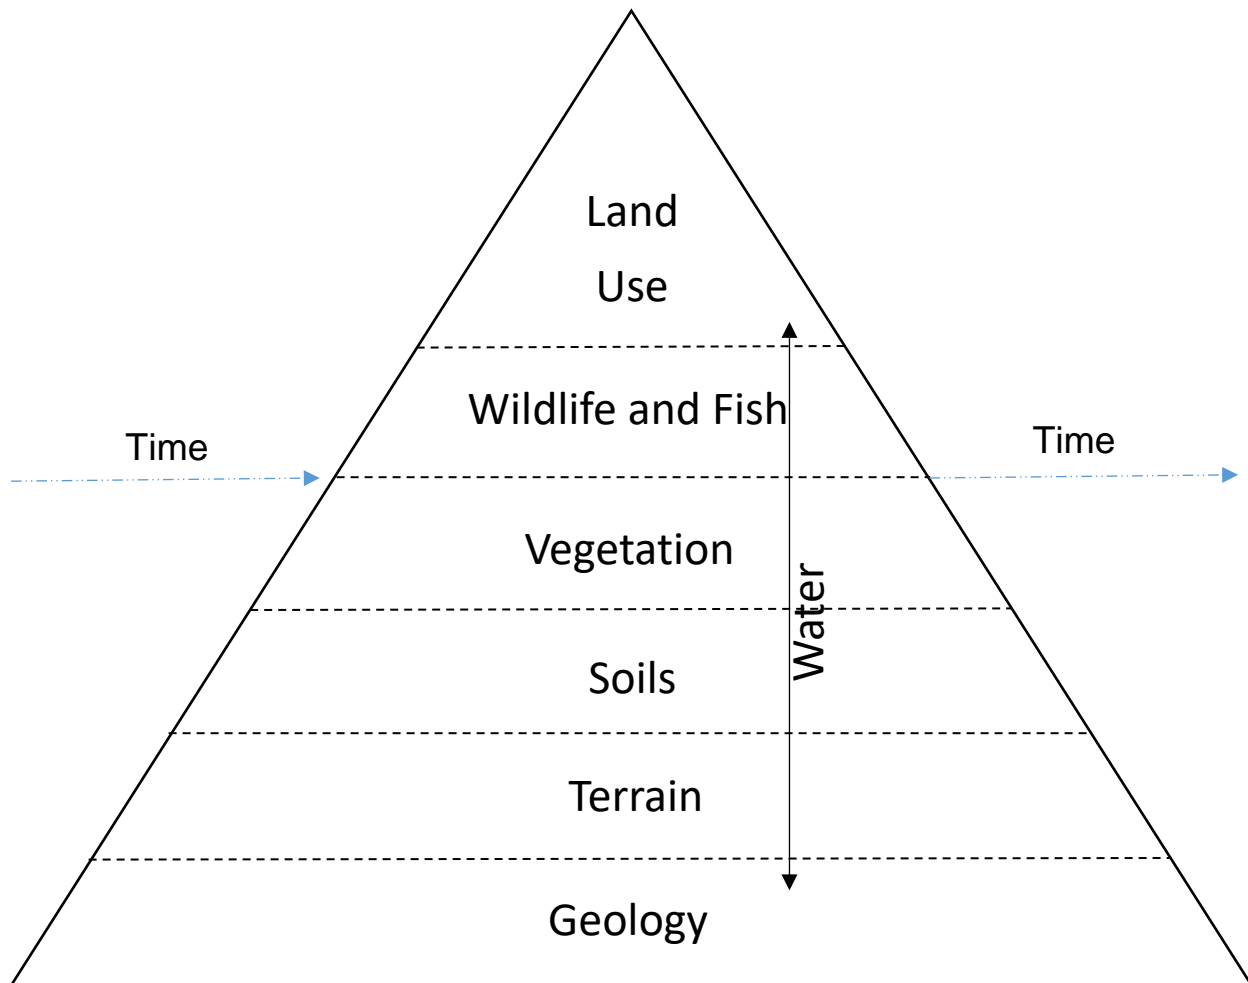 Land
Use
Wildlife and Fish
Time
Time
Vegetation
Water
Soils
Terrain
Geology